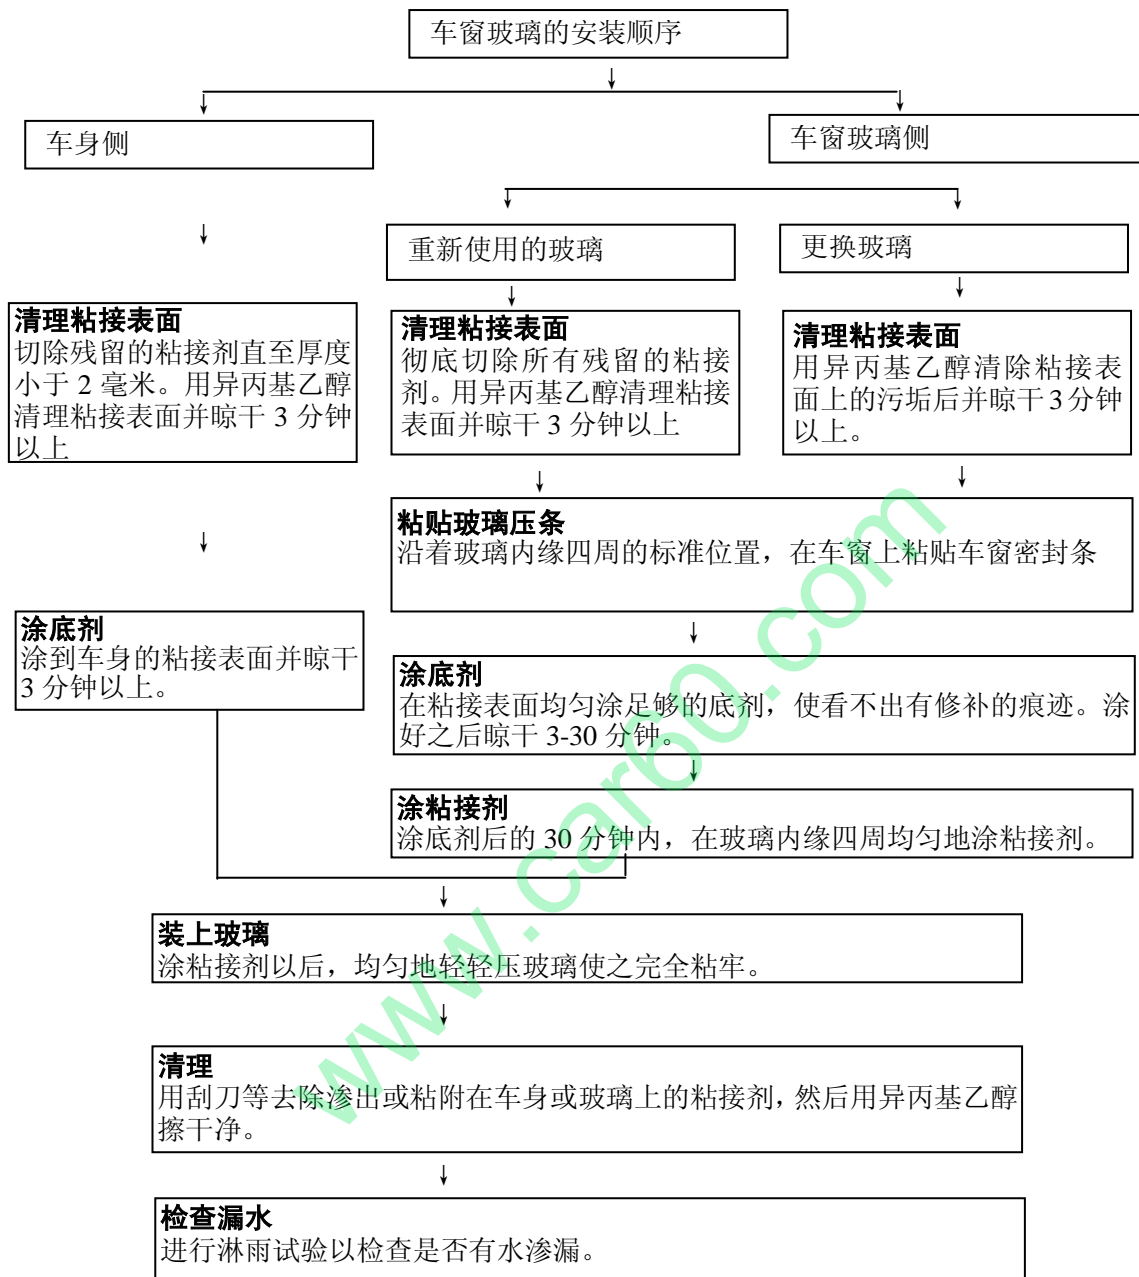 车窗玻璃的安装顺序
车身侧
车窗玻璃侧
重新使用的玻璃
更换玻璃
清理粘接表面
切除残留的粘接剂直至厚度
小于 2 毫米。用异丙基乙醇
清理粘接表面并晾干 3 分钟
以上
清理粘接表面
彻底切除所有残留的粘接
剂。用异丙基乙醇清理粘接
表面并晾干 3 分钟以上
清理粘接表面
用异丙基乙醇清除粘接表
面上的污垢后并晾干 3 分钟
以上。
粘贴玻璃压条
沿着玻璃内缘四周的标准位置，在车窗上粘贴车窗密封条
涂底剂
涂到车身的粘接表面并晾干
3 分钟以上。
涂底剂
在粘接表面均匀涂足够的底剂，使看不出有修补的痕迹。涂
好之后晾干 3-30 分钟。
涂粘接剂
涂底剂后的 30 分钟内，在玻璃内缘四周均匀地涂粘接剂。
装上玻璃
涂粘接剂以后，均匀地轻轻压玻璃使之完全粘牢。
清理
用刮刀等去除渗出或粘附在车身或玻璃上的粘接剂，然后用异丙基乙醇
擦干净。
检查漏水
进行淋雨试验以检查是否有水渗漏。
www.car60.com